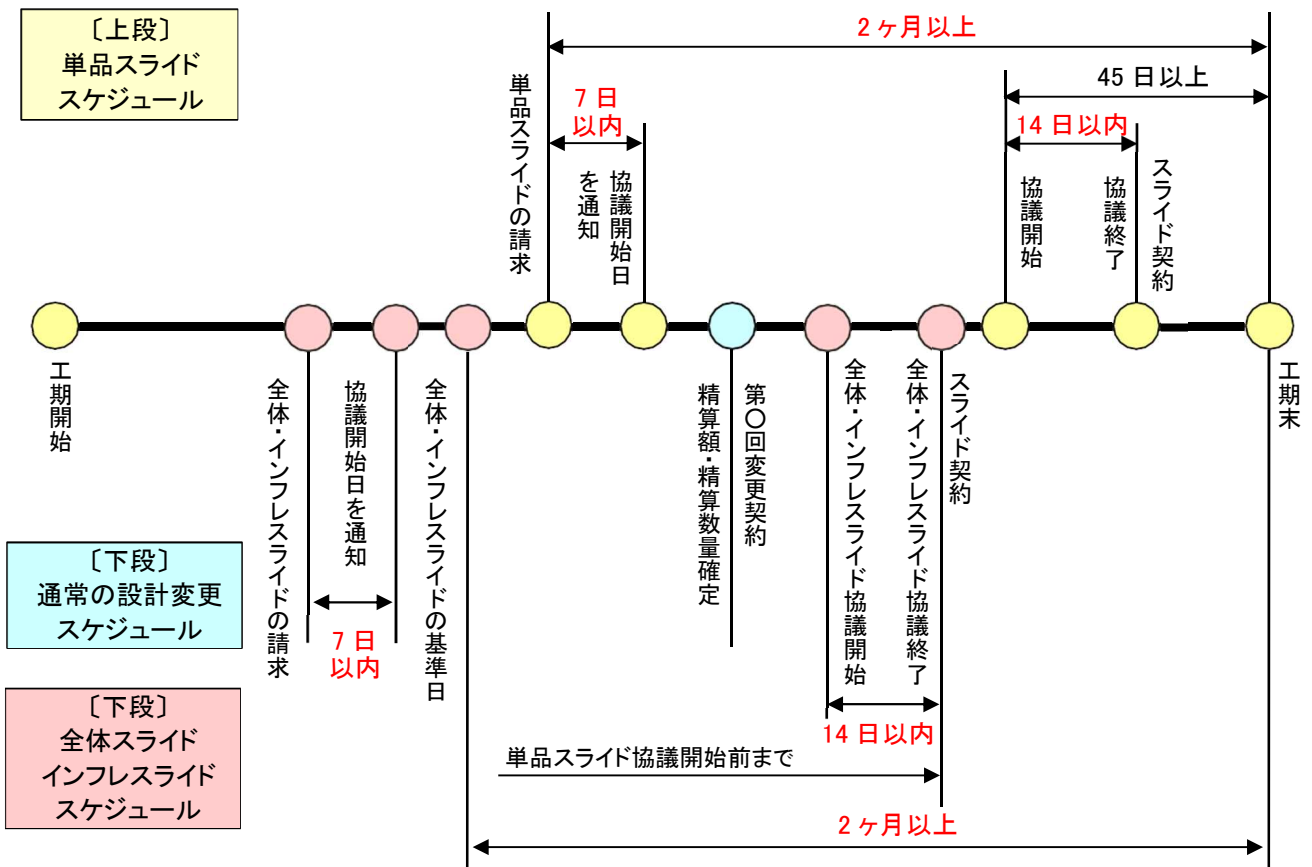 〔上段〕
単品スライド
スケジュール
2ヶ月以上
45日以上
7日
以内
14日以内
単品スライドの請求
協議開始日
を通知
協議開始
協議終了
スライド契約
工期開始
全体・インフレスライドの請求
協議開始日を通知
全体・インフレスライドの基準日
第〇回変更契約
精算額・精算数量確定
全体・インフレスライド協議開始
全体・インフレスライド協議終了
スライド契約
工期末
〔下段〕
通常の設計変更
スケジュール
7日
以内
〔下段〕
全体スライド
インフレスライド
スケジュール
14日以内
単品スライド協議開始前まで
2ヶ月以上